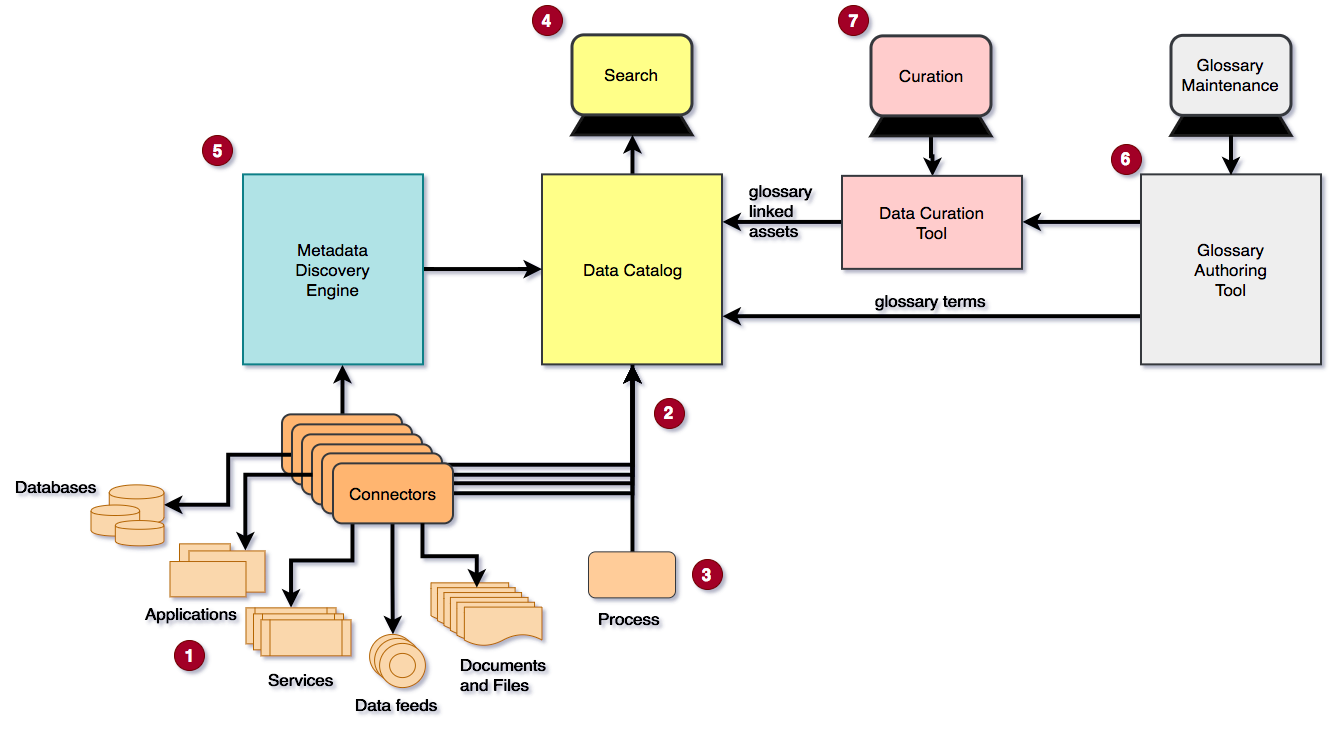 4
7
Search
Curation
Glossary
Maintenance
5
6
Metadata
Discovery
Engine
Data Catalog
glossary
linked
assets
Data Curation
Tool
Glossary
Authoring
Tool
glossary terms
2
Connectors
Databases
Applications
1
Services
Data feeds
Documents
and Files
3
Process